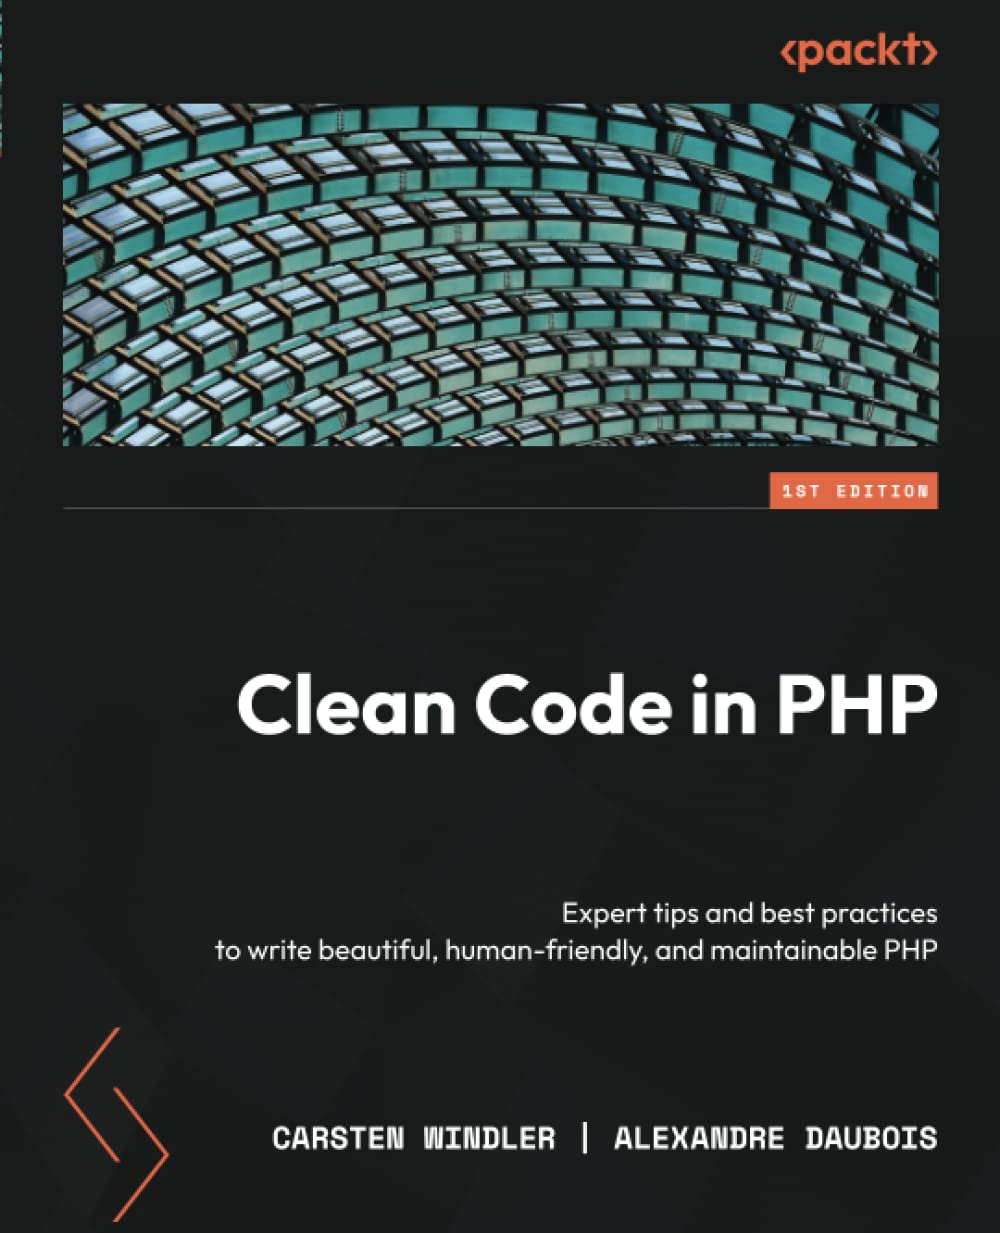 <packt>
1ST EDITION
Clean Code in PHP
Expert tips and best practices
to write beautiful, human-friendly, and maintainable PHP
CARSTEN WINDLER | ALEXANDRE DAUBOIS